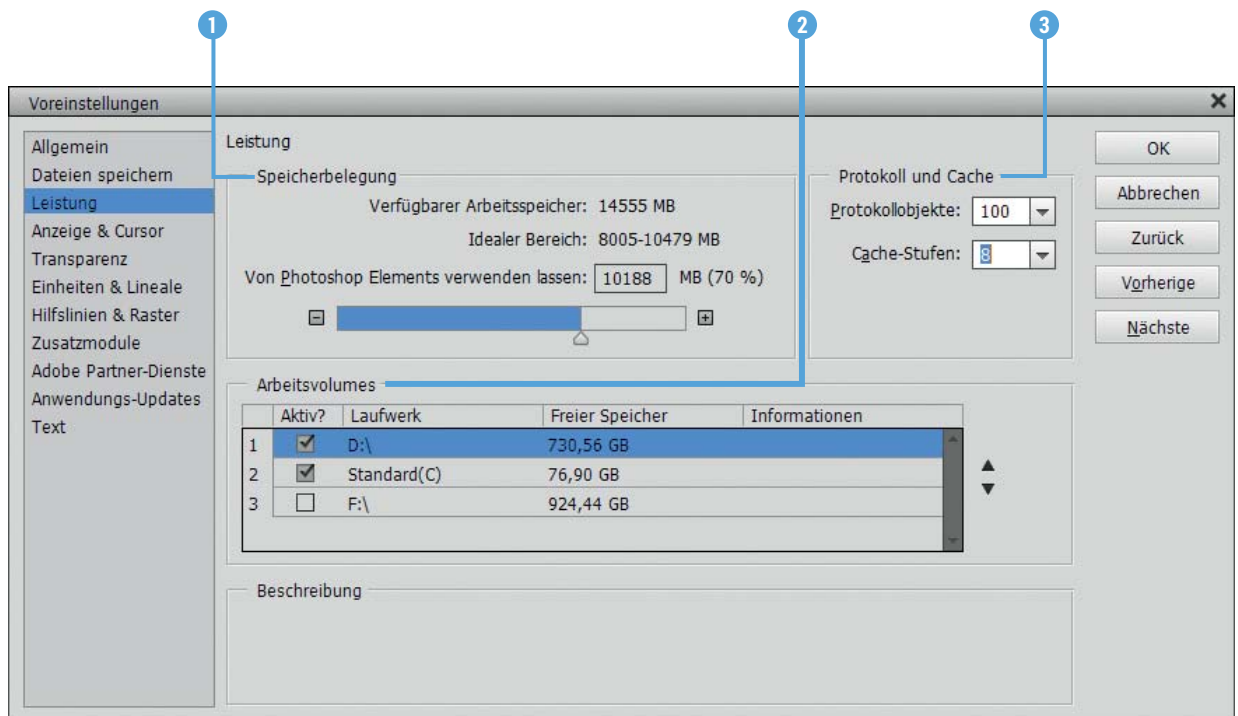 1 2 3
Voreinstellungen
Allgemein
Dateien speichern
Leistung
Anzeige & Cursor
Transparenz
Einheiten & Lineale
Hilfslinien & Raster
Zusatzmodule
Adobe Partner-Dienste
Anwendungs-Updates
Text
Leistung
Speicherbelegung
Verfügbarer Arbeitsspeicher: 14555 MB
Idealer Bereich: 8005-10479 MB
Von Photoshop Elements verwenden lassen: 10188 MB (70 %)
Protokoll und Cache
Protokollobjekte: 100
Cache-Stufen: 8
Arbeitsvolumes
Aktiv? Laufwerk Freier Speicher Informationen
1 D:\ 730,56 GB
2 Standard(C) 76,90 GB
3 F:\ 924,44 GB
Beschreibung
OK
Abbrechen
Zurück
Vorherige
Nächste